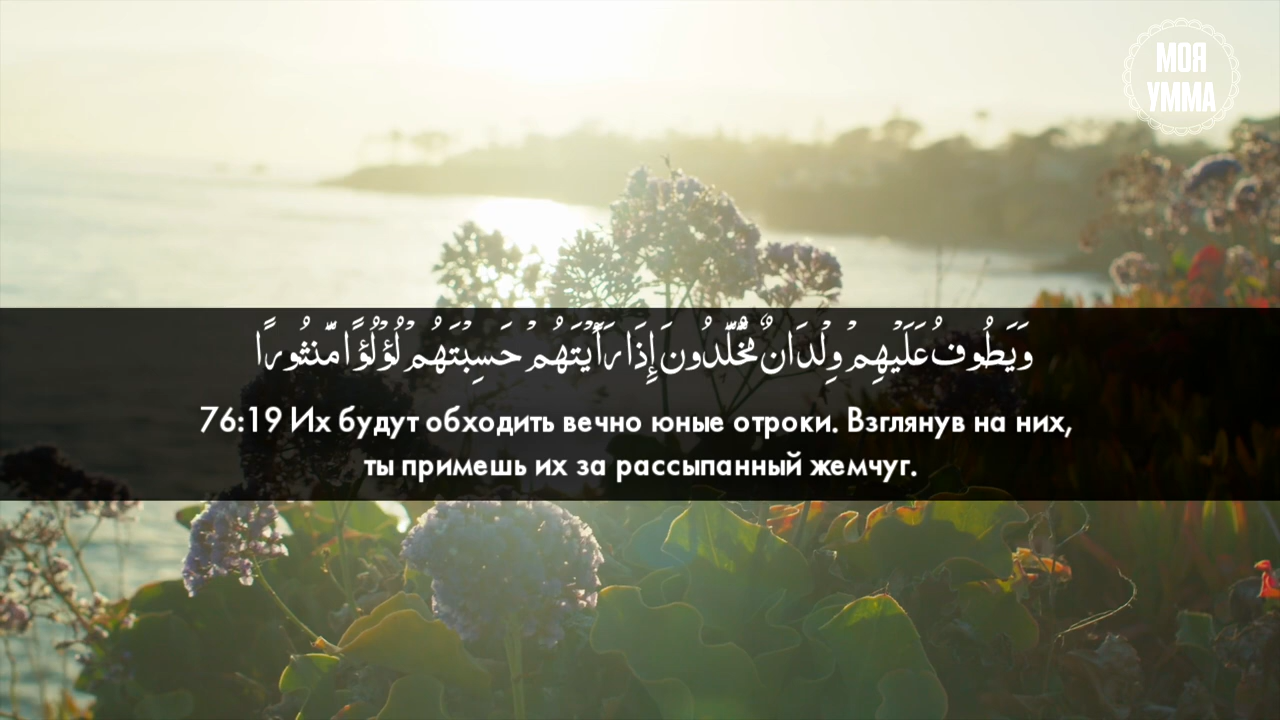 МОЯ
УММА
وَيَطُوفُ عَلَيْهِمْ وِلْدَانٌ مُّخَلَّدُونَ إِذَا رَأَيْتَهُمْ حَسِبْتَهُمْ لُؤْلُؤًا مَّنثُورًا
76:19 Их будут обходить вечно юные отроки. Взглянув на них,
ты примешь их за рассыпанный жемчуг.